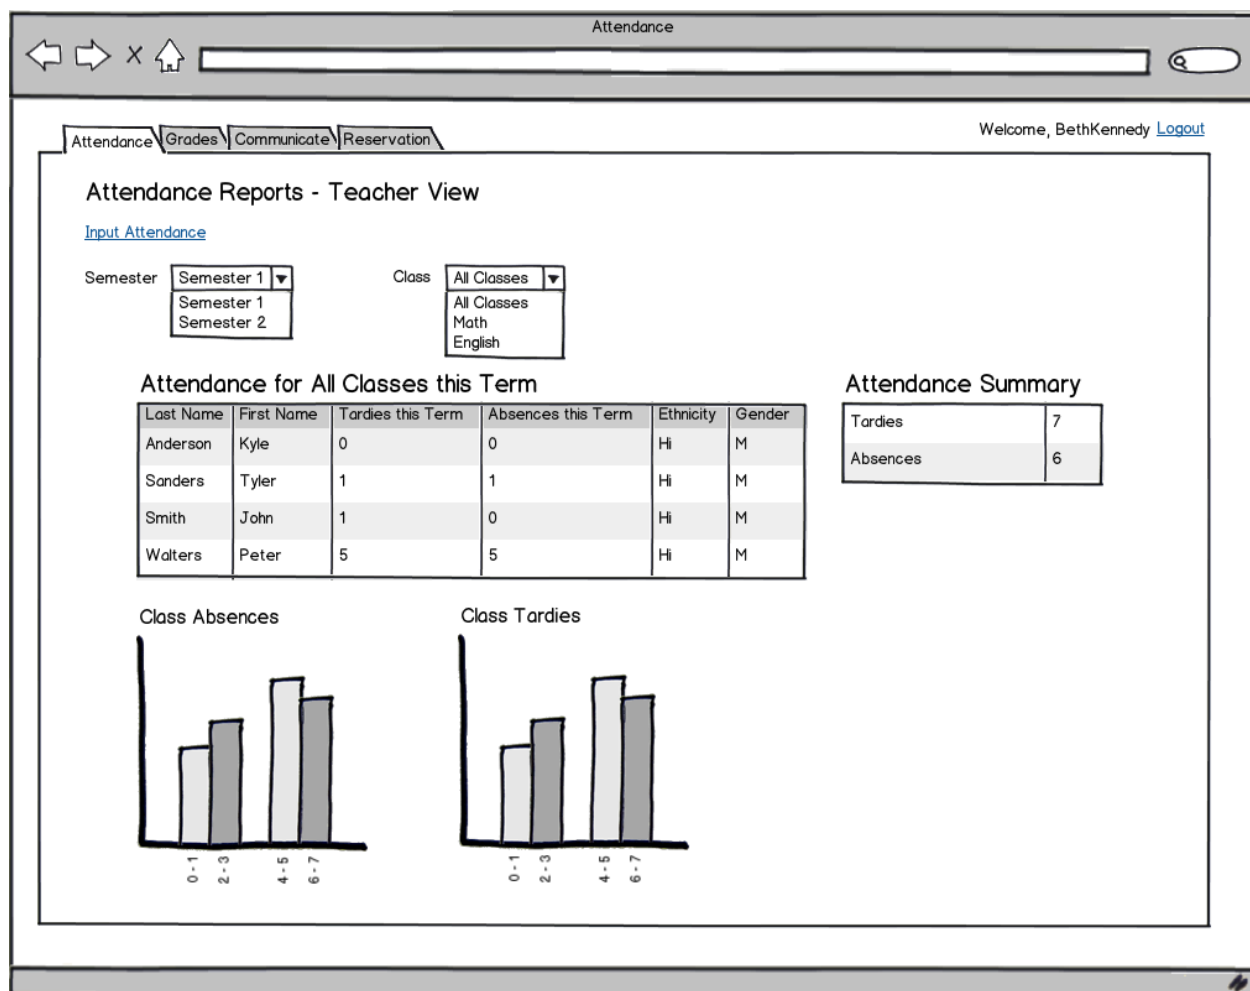 Attendance
Welcome, BethKennedy Logout
Attendance Grades Communicate Reservation
Attendance Reports - Teacher View
Input Attendance
Semester Semester 1 Class All Classes
Semester 1 All Classes
Semester 2 Math
English
Attendance for All Classes this Term
Last Name First Name Tardies this Term Absences this Term Ethnicity Gender
Anderson Kyle 0 0 Hi M
Sanders Tyler 1 1 Hi M
Smith John 1 0 Hi M
Walters Peter 5 5 Hi M
Attendance Summary
Tardies 7
Absences 6
Class Absences
0 - 1 2 - 3 4 - 5 6 - 7
Class Tardies
0 - 1 2 - 3 4 - 5 6 - 7